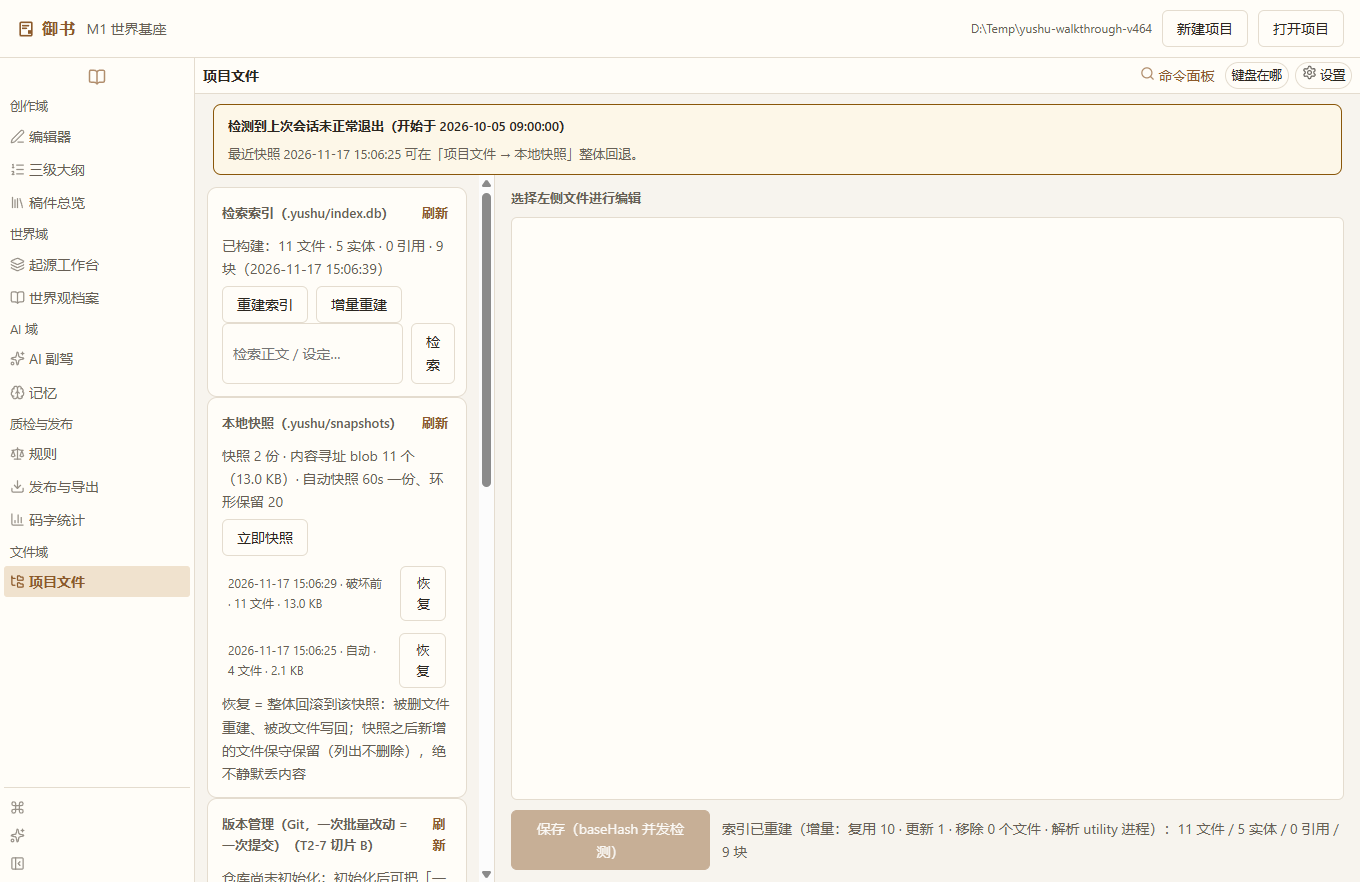 御书 M1 世界基座
D:\Temp\yushu-walkthrough-v464 新建项目 打开项目
创作域
编辑器
三级大纲
稿件总览
世界域
起源工作台
世界观档案
AI 域
AI 副驾
记忆
质检与发布
规则
发布与导出
码字统计
文件域
项目文件
项目文件
命令面板 键盘在哪 设置
检测到上次会话未正常退出（开始于 2026-10-05 09:00:00）
最近快照 2026-11-17 15:06:25 可在「项目文件 → 本地快照」整体回退。
检索索引（.yushu/index.db） 刷新
已构建：11 文件 · 5 实体 · 0 引用 · 9
块（2026-11-17 15:06:39）
重建索引 增量重建
检索正文 / 设定...
检
索
本地快照（.yushu/snapshots） 刷新
快照 2 份 · 内容寻址 blob 11 个
（13.0 KB）· 自动快照 60s 一份、环
形保留 20
立即快照
2026-11-17 15:06:29 · 破坏前
· 11 文件 · 13.0 KB
恢
复
2026-11-17 15:06:25 · 自动 ·
4 文件 · 2.1 KB
恢
复
恢复 = 整体回滚到该快照：被删文件
重建、被改文件写回；快照之后新增
的文件保守保留（列出不删除），绝
不静默丢内容
版本管理（Git，一次批量改动 =
一次提交）（T2-7 切片 B）
刷
新
仓库尚未初始化：初始化后可把「一
选择左侧文件进行编辑
保存（baseHash 并发检
测）
索引已重建（增量：复用 10 · 更新 1 · 移除 0 个文件 · 解析 utility 进程）：11 文件 / 5 实体 / 0 引用 /
9 块